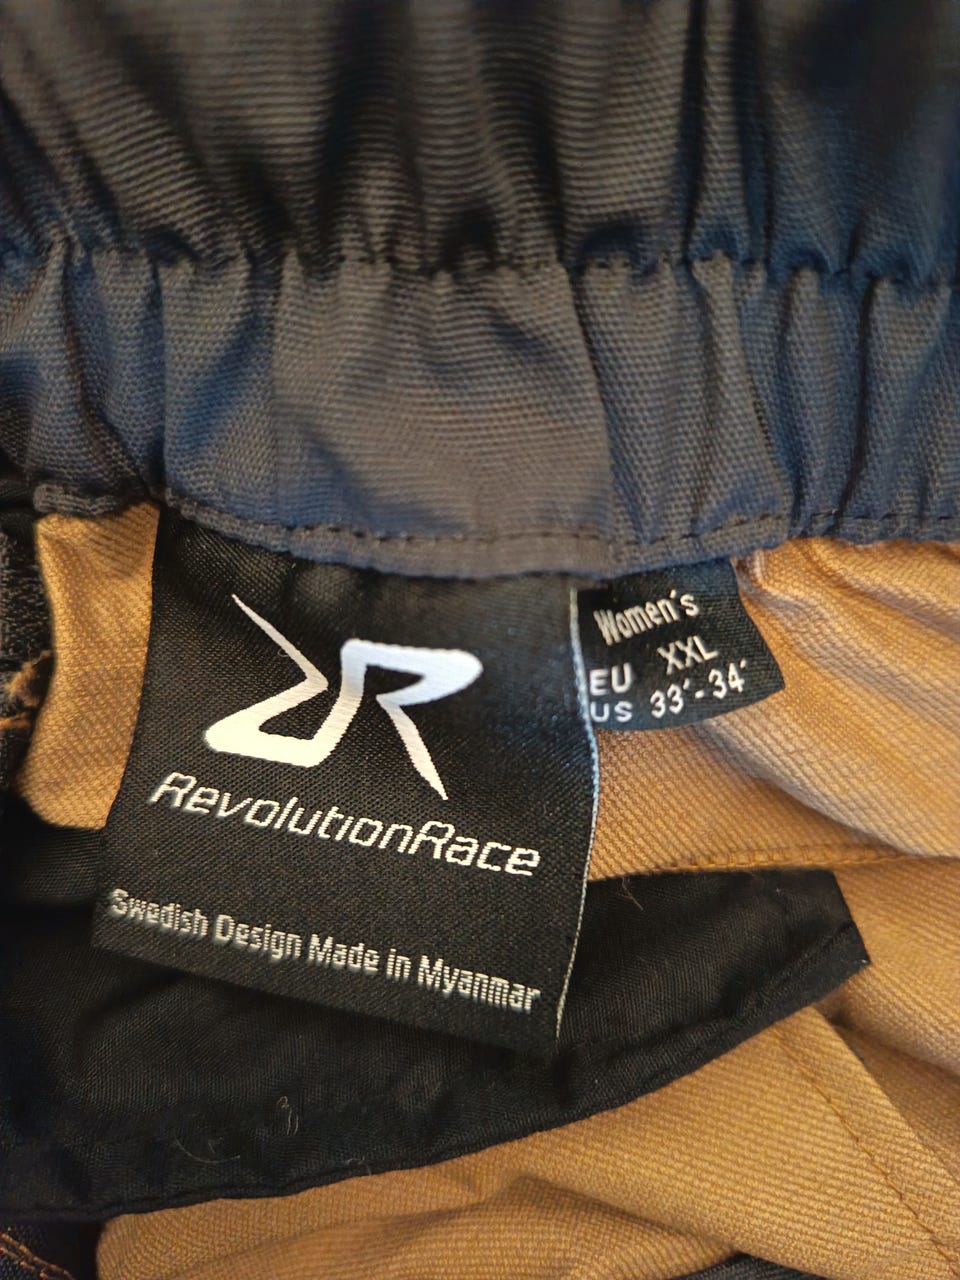 RevolutionRace
Swedish Design Made in Myanmar
Women's
EU XXL
US 33'-34'